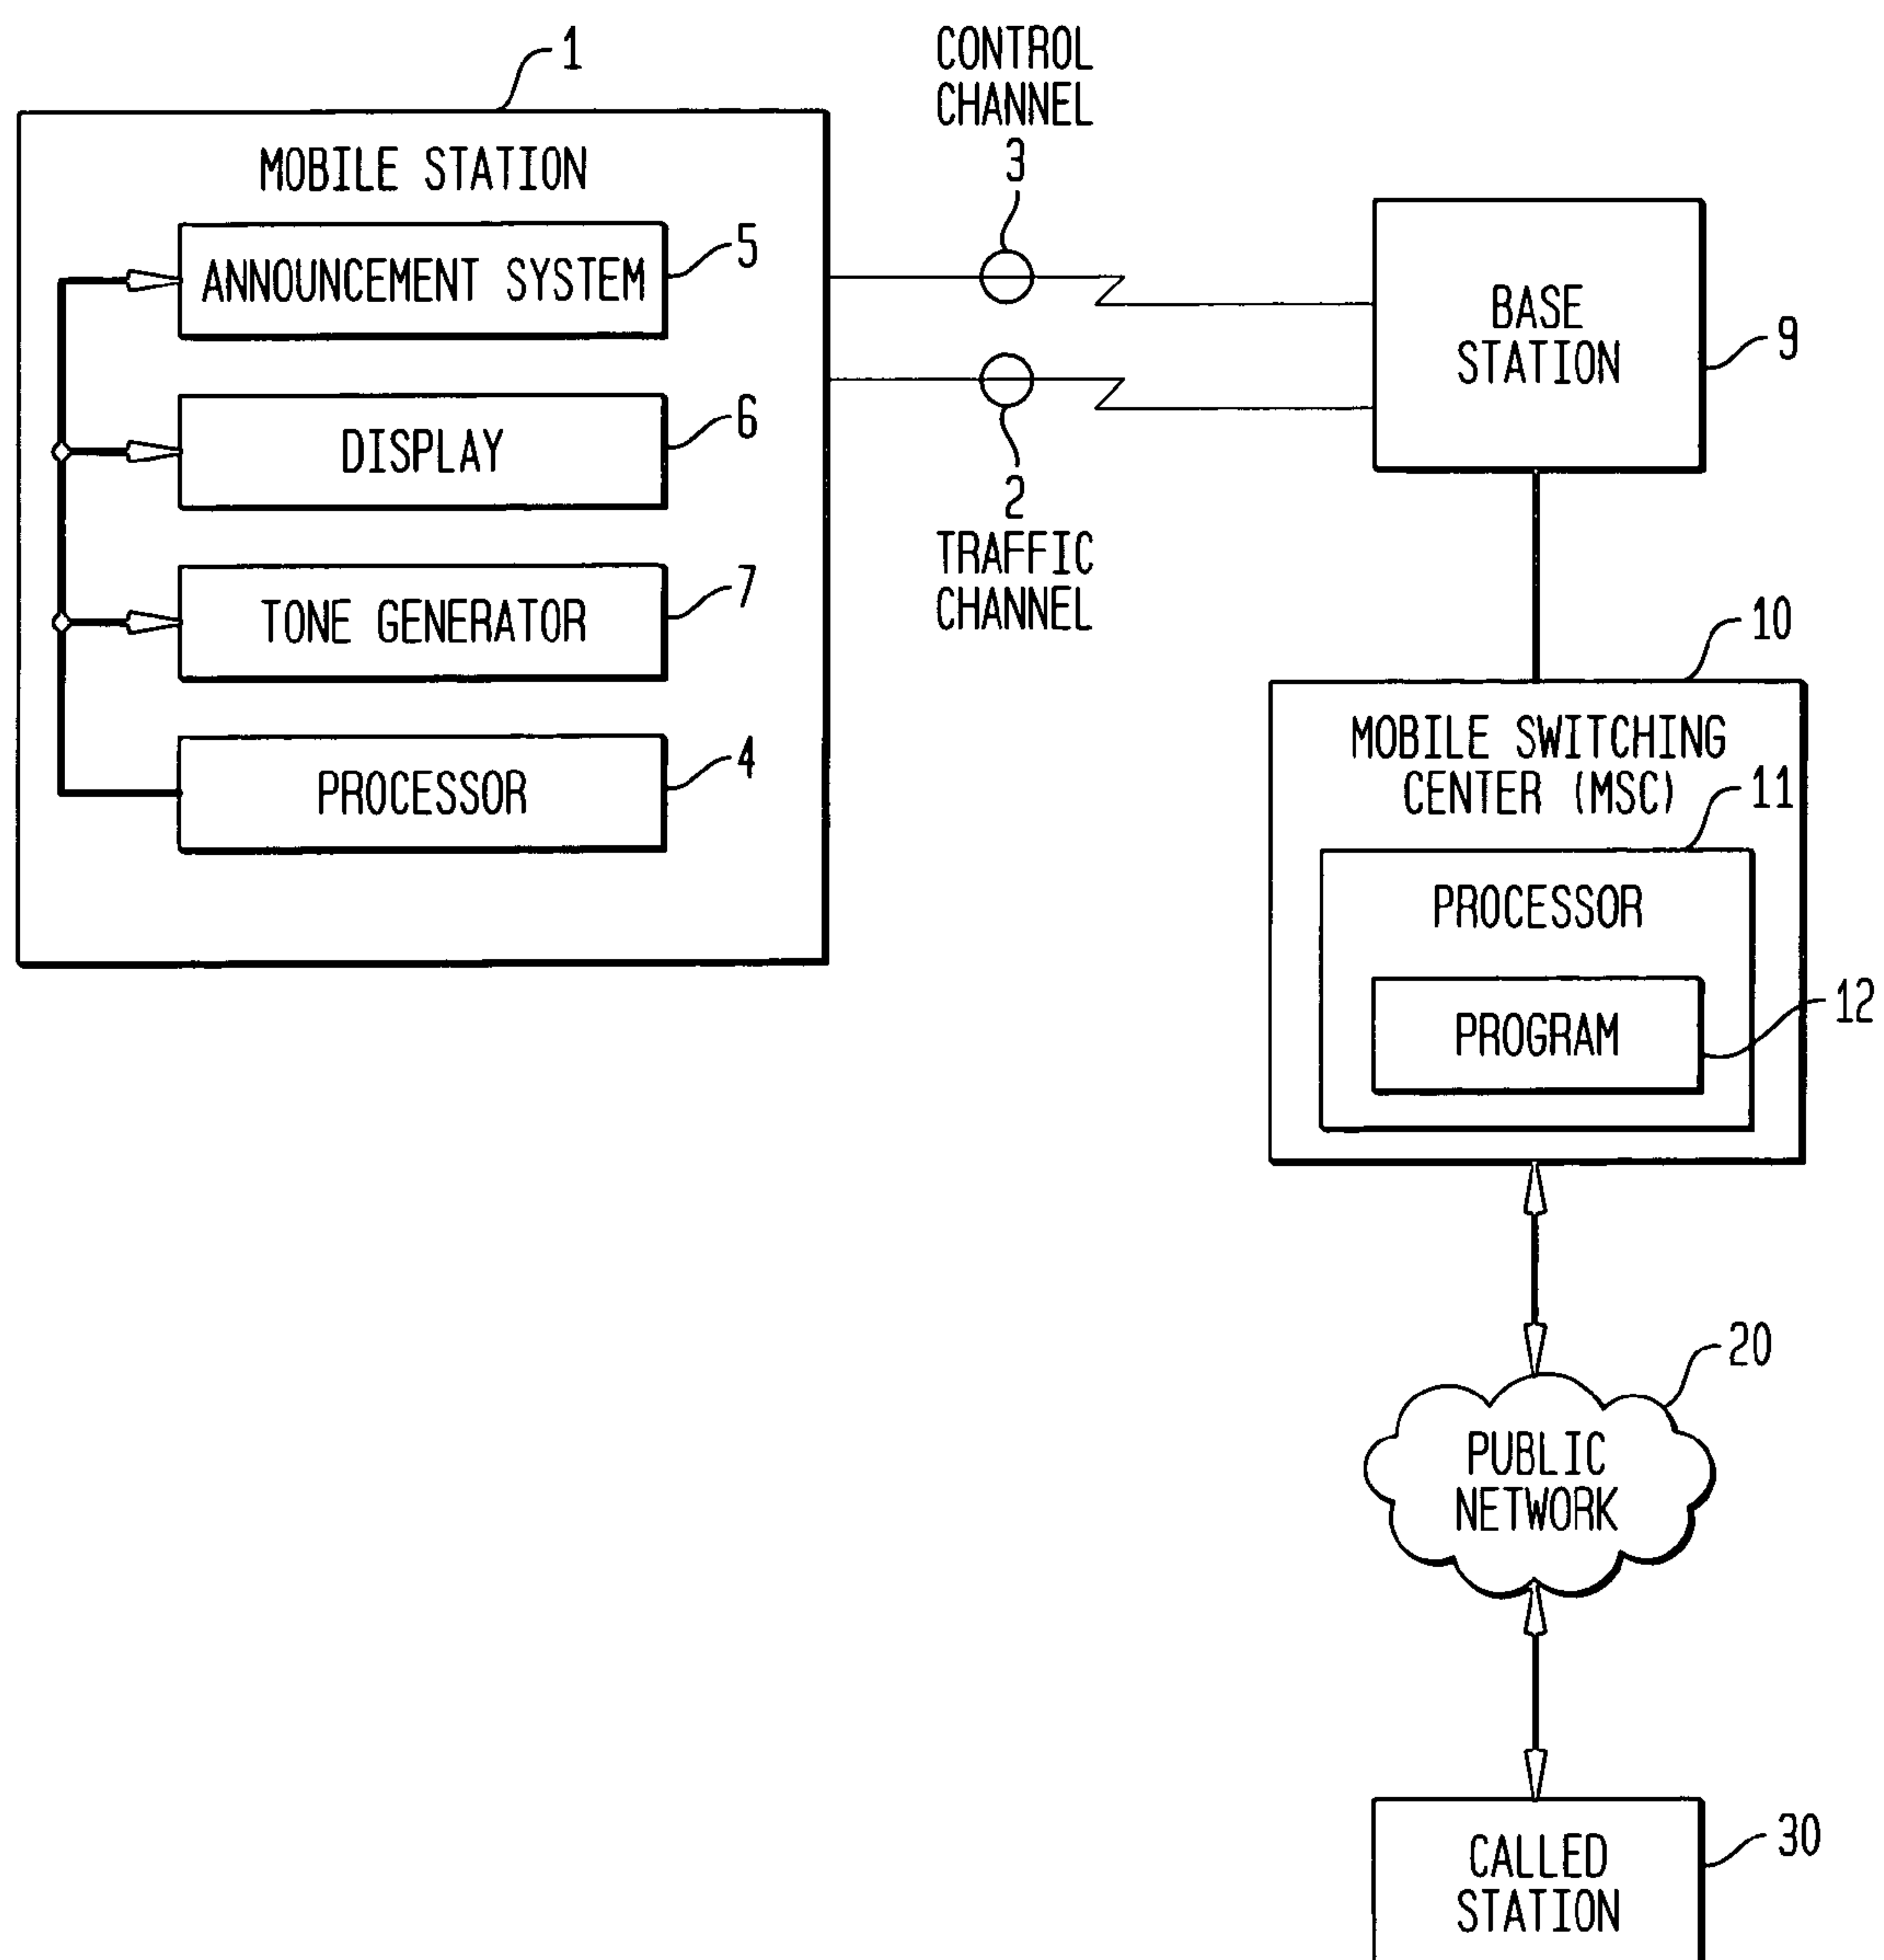 1
MOBILE STATION
ANNOUNCEMENT SYSTEM
5
DISPLAY
6
TONE GENERATOR
7
PROCESSOR
4
CONTROL
CHANNEL
3
2
TRAFFIC
CHANNEL
BASE
STATION
9
10
MOBILE SWITCHING
CENTER (MSC)
11
PROCESSOR
PROGRAM
12
20
PUBLIC
NETWORK
CALLED
STATION
30